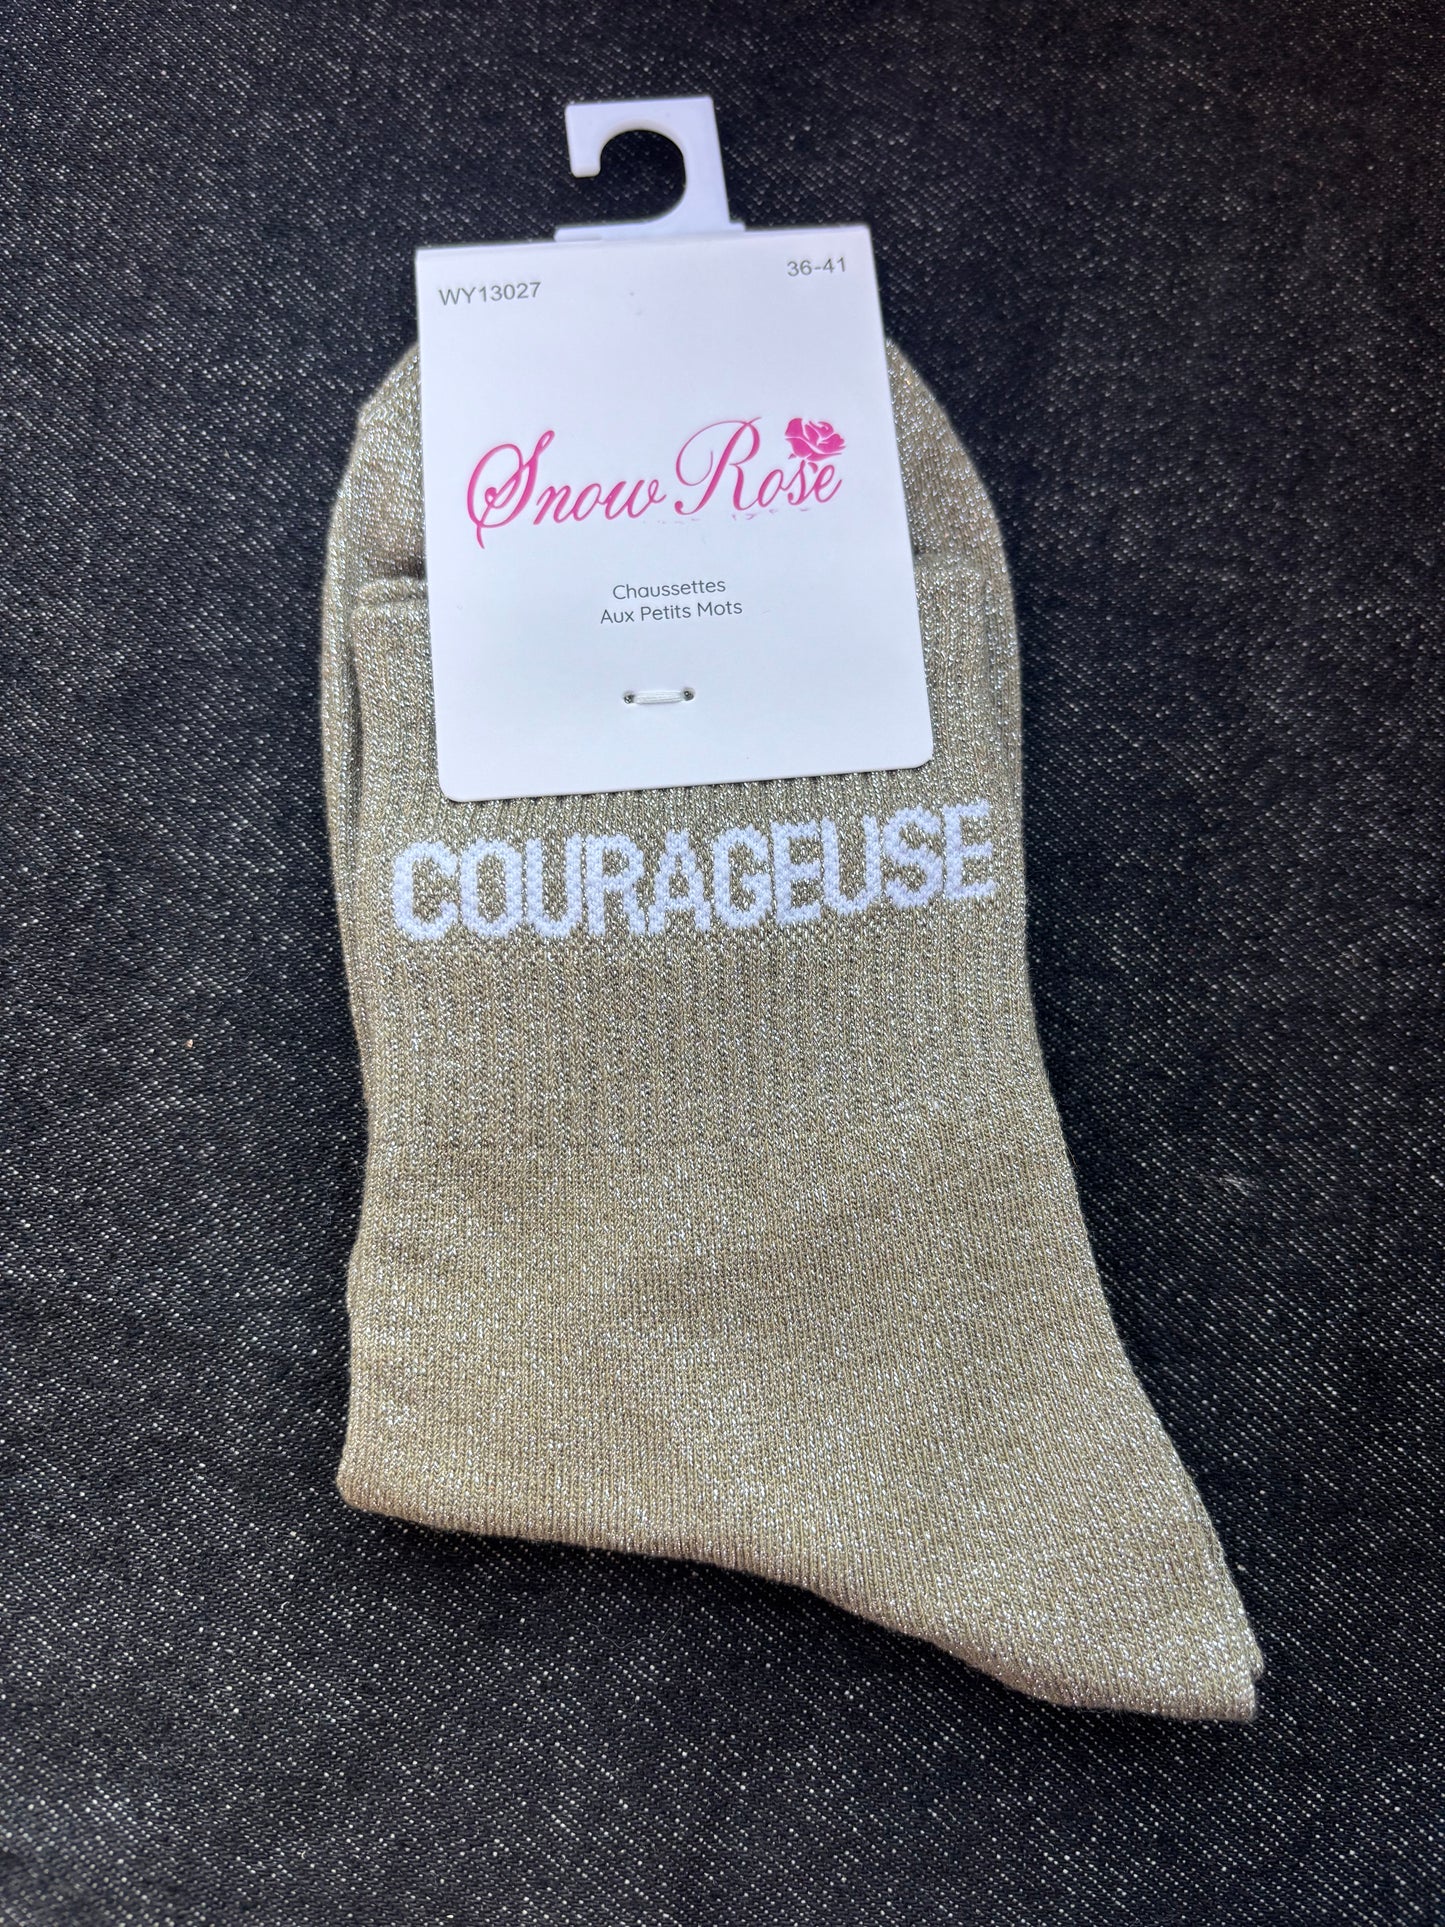 WY13027 36-41
Snow Rose
Chaussettes
Aux Petits Mots
COURAGEUSE